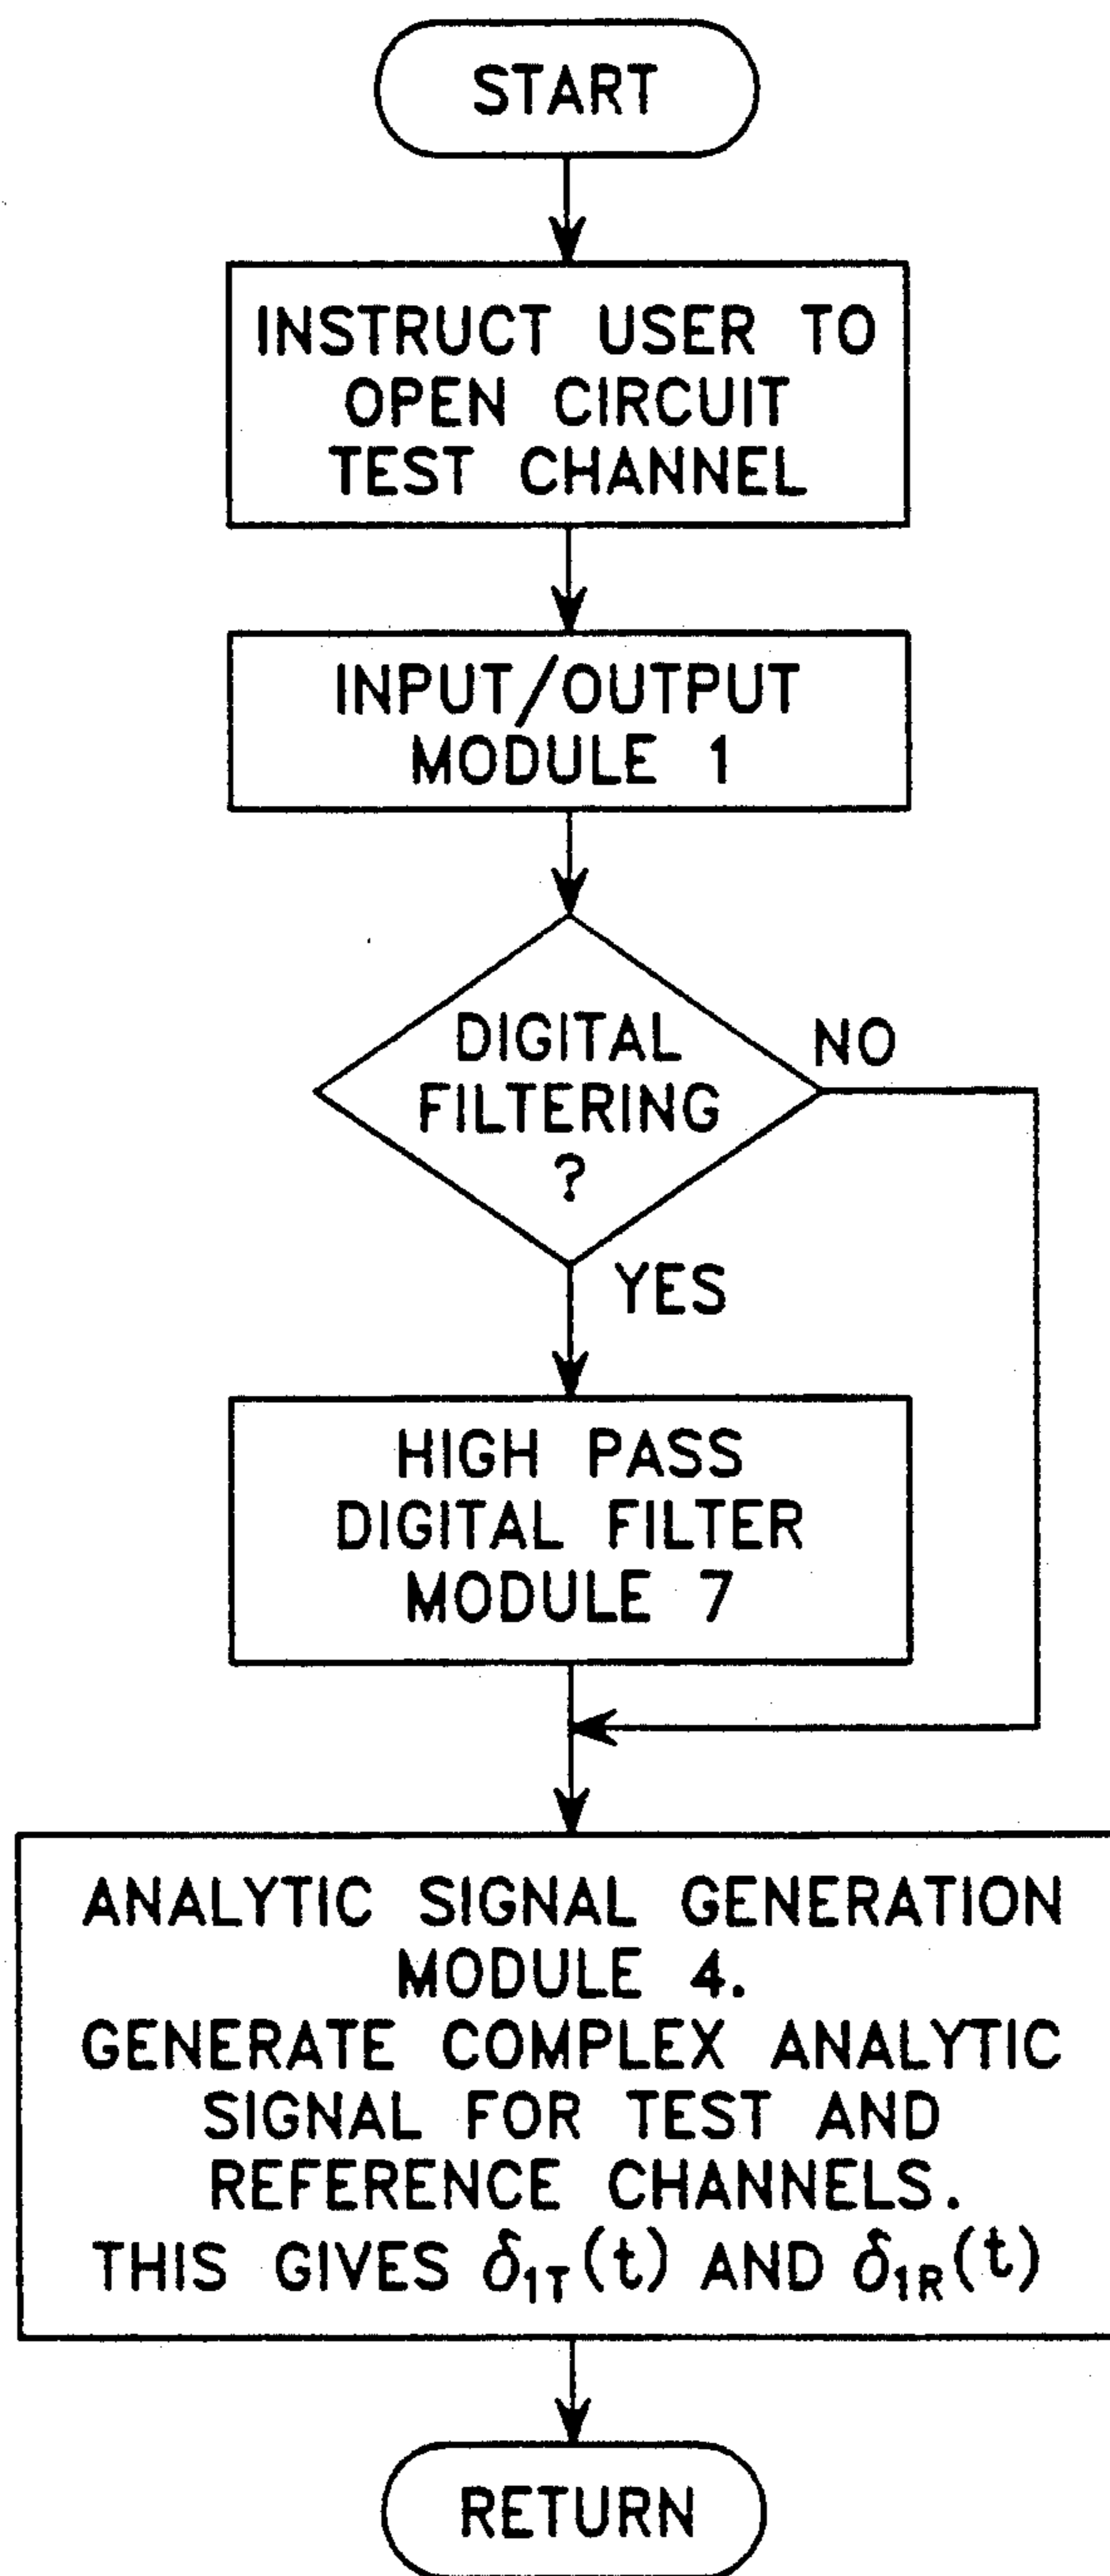 START
INSTRUCT USER TO
OPEN CIRCUIT
TEST CHANNEL
INPUT/OUTPUT
MODULE 1
DIGITAL
FILTERING
?
NO
YES
HIGH PASS
DIGITAL FILTER
MODULE 7
ANALYTIC SIGNAL GENERATION
MODULE 4.
GENERATE COMPLEX ANALYTIC
SIGNAL FOR TEST AND
REFERENCE CHANNELS.
THIS GIVES δ₁T(t) AND δ₁R(t)
RETURN